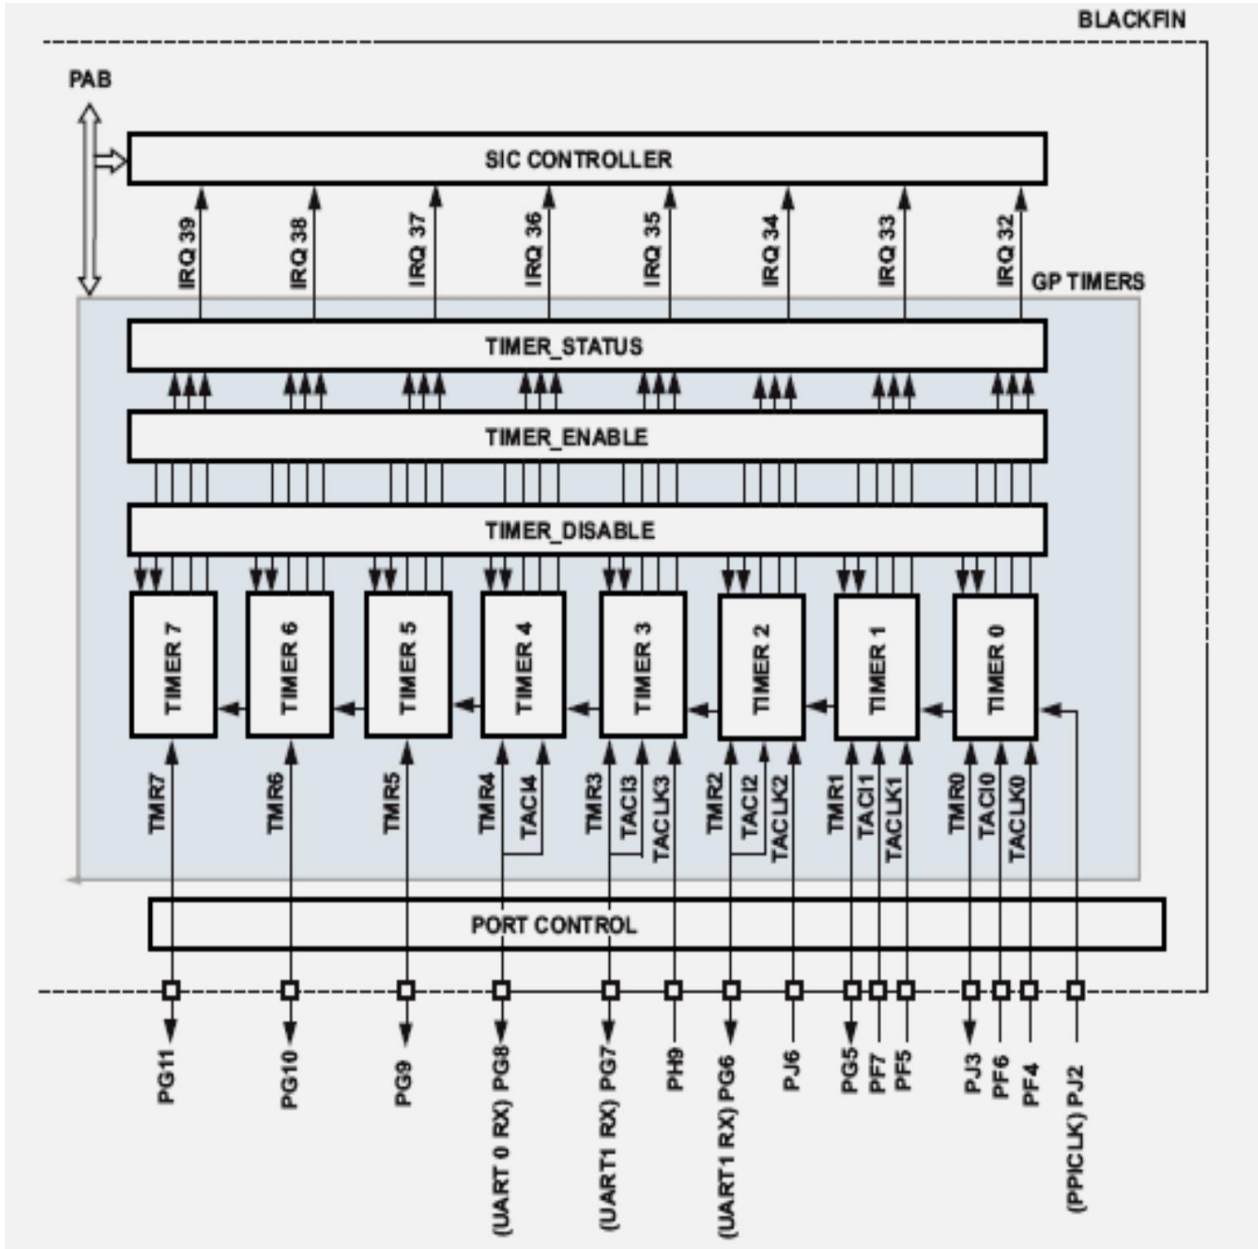 BLACKFIN
PAB
SIC CONTROLLER
IRQ 39
IRQ 38
IRQ 37
IRQ 36
IRQ 35
IRQ 34
IRQ 33
IRQ 32
GP TIMERS
TIMER_STATUS
TIMER_ENABLE
TIMER_DISABLE
TIMER 7
TIMER 6
TIMER 5
TIMER 4
TIMER 3
TIMER 2
TIMER 1
TIMER 0
TMR7
TMR6
TMR5
TMR4
TACI4
TMR3
TACI3
TACLK3
TMR2
TACI2
TACLK2
TMR1
TACI1
TACLK1
TMR0
TACI0
TACLK0
PORT CONTROL
PG11
PG10
PG9
(UART 0 RX) PG8
(UART1 RX) PG7
PH9
(UART1 RX) PG6
PJ6
PG5
PF7
PF5
PJ3
PF6
PF4
(PPICLK) PJ2